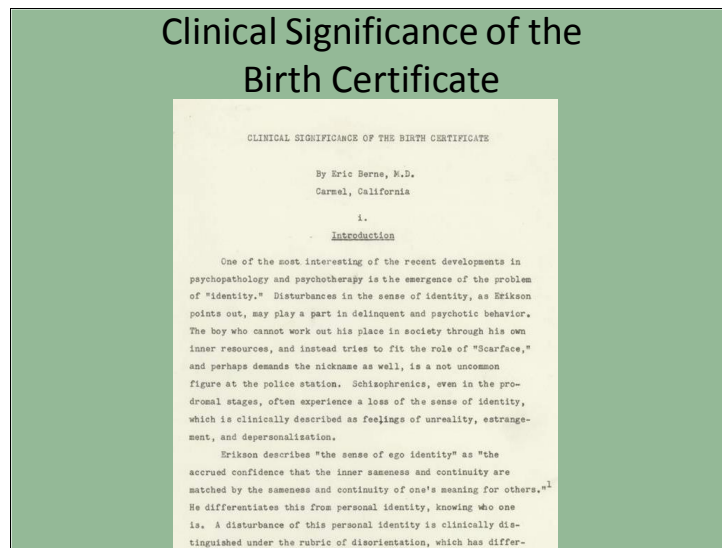 Clinical Significance of the
Birth Certificate
CLINICAL SIGNIFICANCE OF THE BIRTH CERTIFICATE
By Eric Berne, M.D.
Carmel, California
i.
Introduction
One of the most interesting of the recent developments in
psychopathology and psychotherapy is the emergence of the problem
of "identity." Disturbances in the sense of identity, as Erikson
points out, may play a part in delinquent and psychotic behavior.
The boy who cannot work out his place in society through his own
inner resources, and instead tries to fit the role of "Scarface,"
and perhaps demands the nickname as well, is a not uncommon
figure at the police station. Schizophrenics, even in the pro-
dromal stages, often experience a loss of the sense of identity,
which is clinically described as feelings of unreality, estrange-
ment, and depersonalization.
Erikson describes "the sense of ego identity" as "the
accrued confidence that the inner sameness and continuity are
matched by the sameness and continuity of one's meaning for others."1
He differentiates this from personal identity, knowing who one
is. A disturbance of this personal identity is clinically dis-
tinguished under the rubric of disorientation, which has differ-